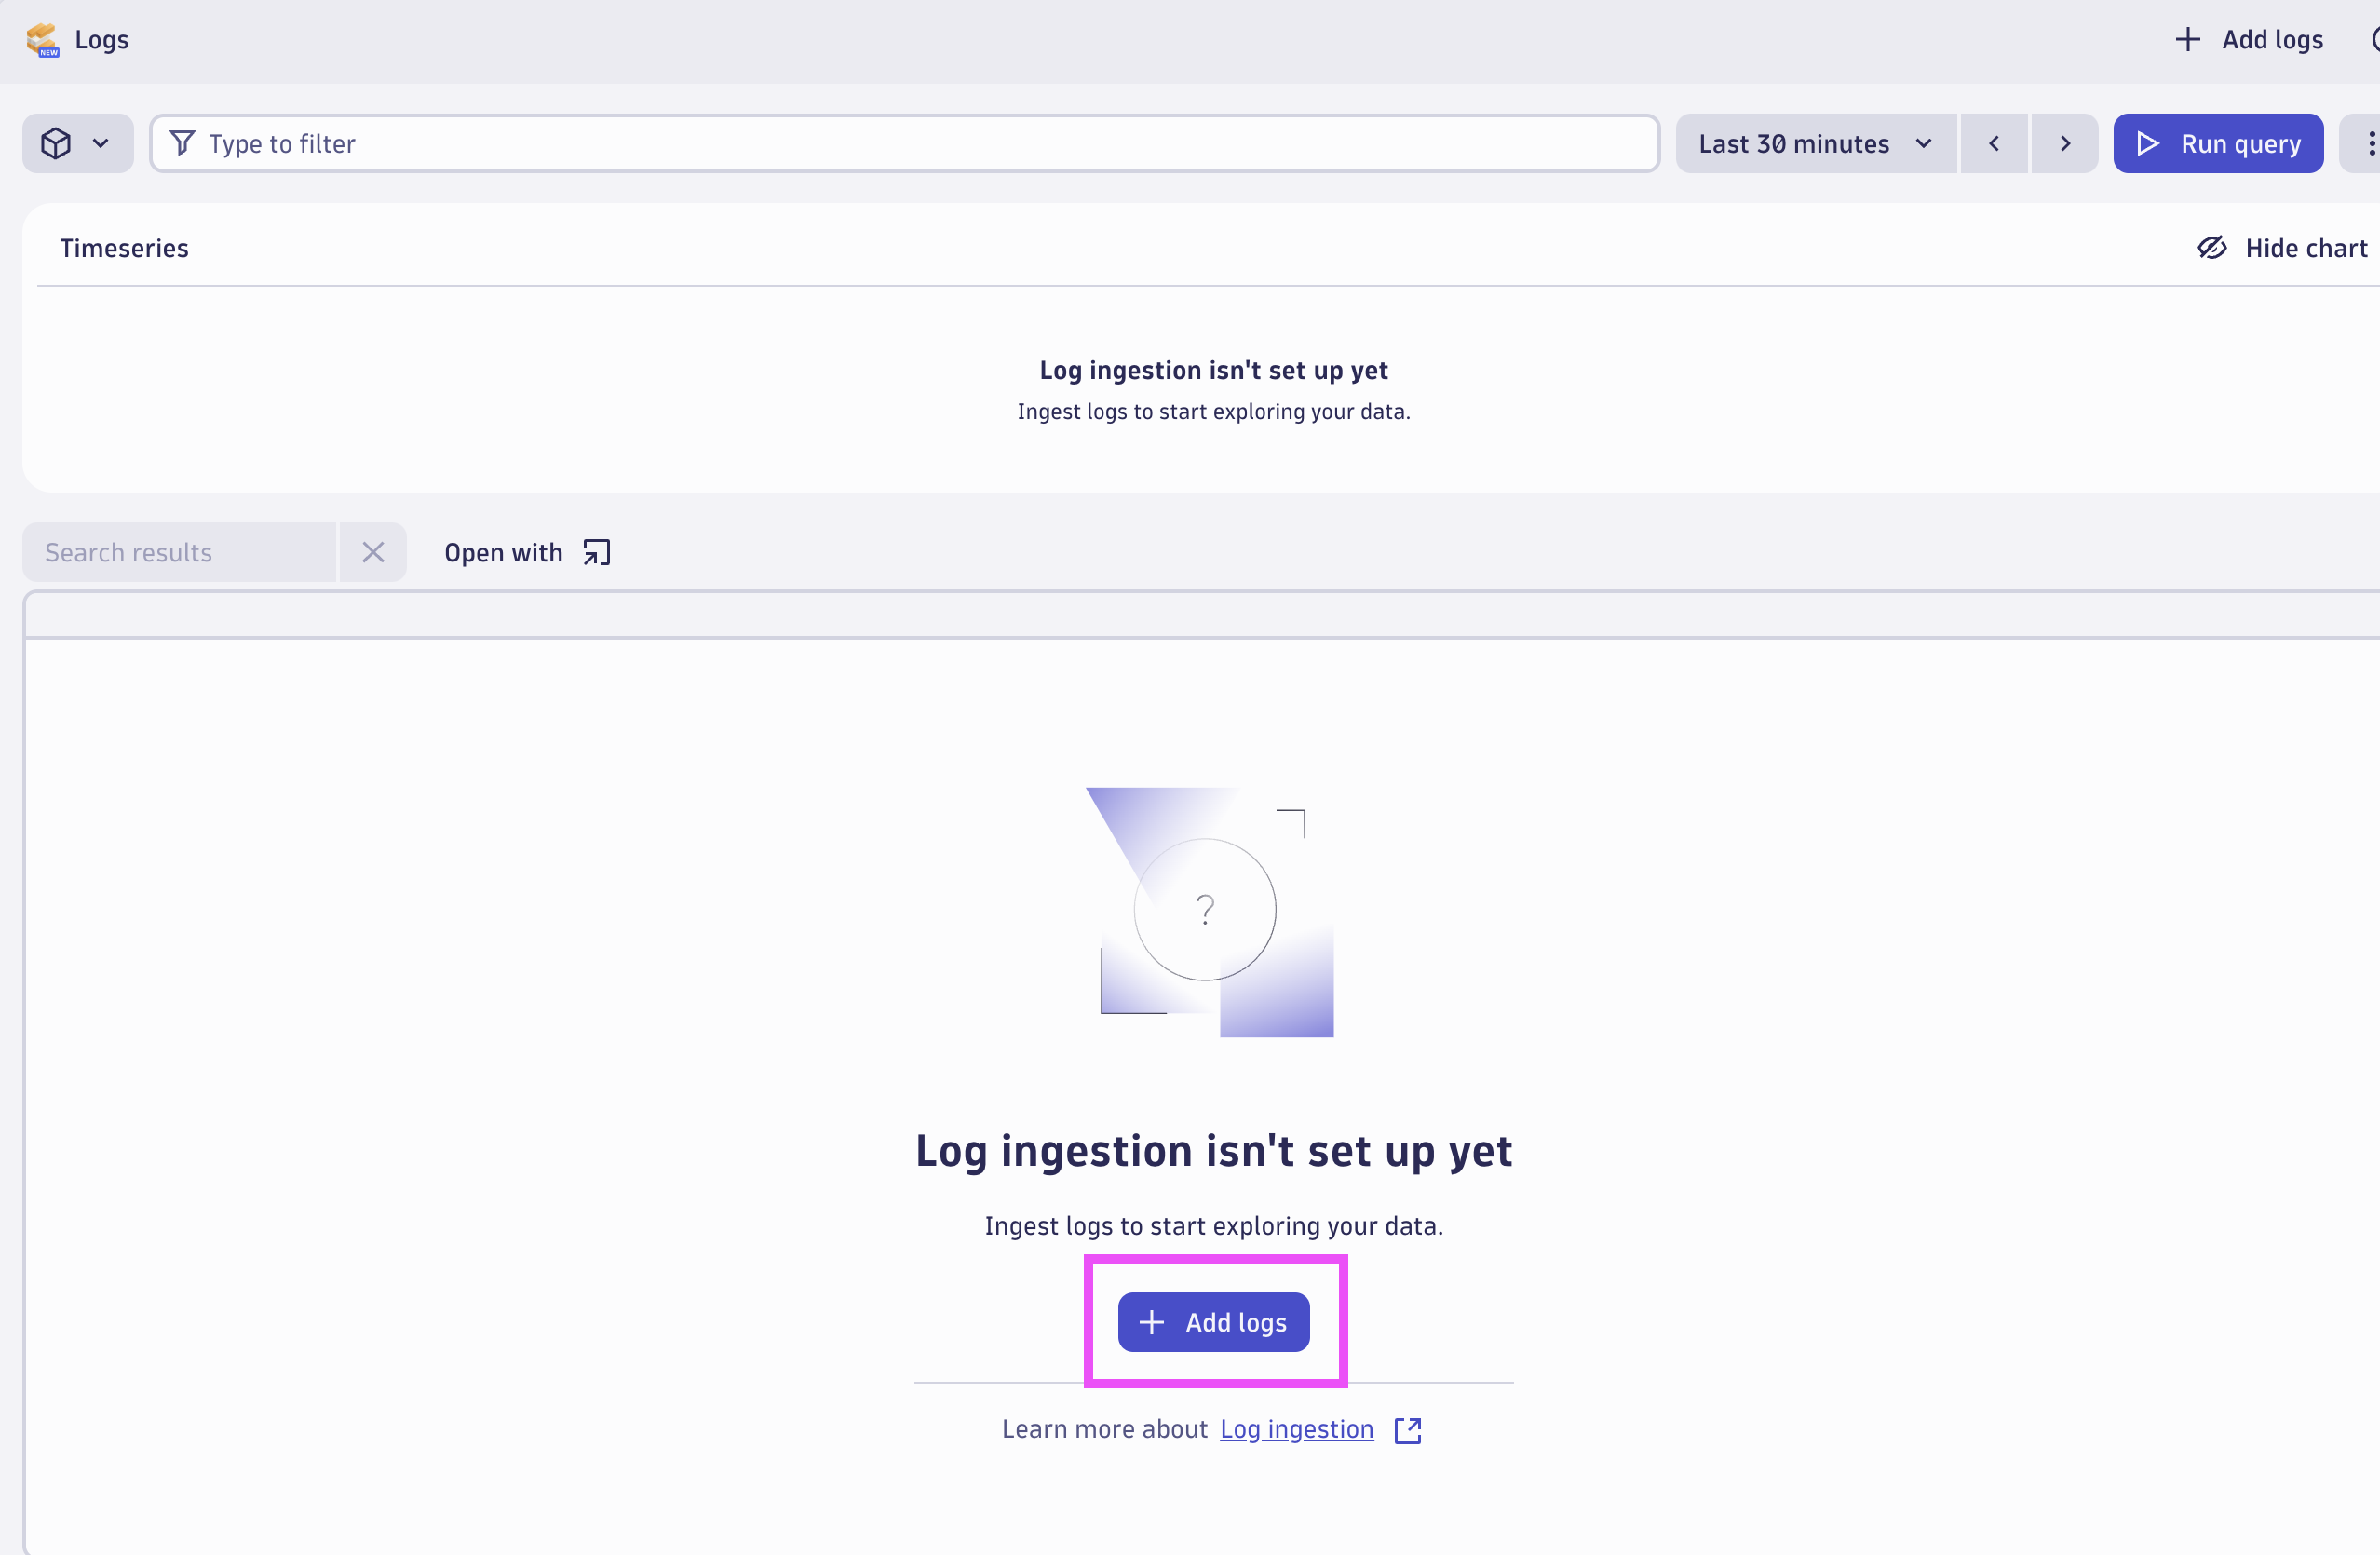 NEW
Logs
Add logs
Type to filter
Last 30 minutes
Run query
Timeseries
Hide chart
Log ingestion isn't set up yet
Ingest logs to start exploring your data.
Search results
Open with
?
Log ingestion isn't set up yet
Ingest logs to start exploring your data.
Add logs
Learn more about Log ingestion